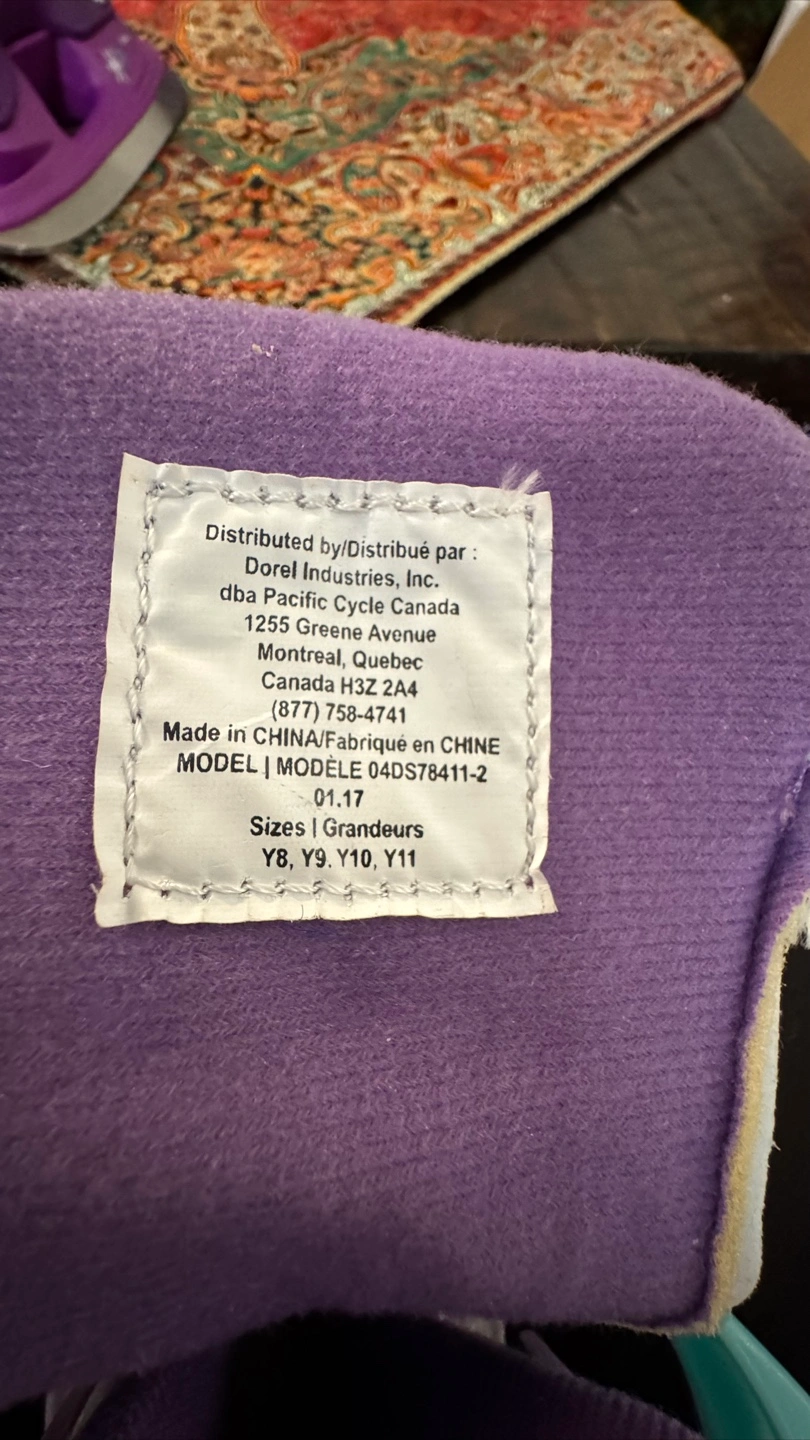 Distributed by/Distribué par :
Dorel Industries, Inc.
dba Pacific Cycle Canada
1255 Greene Avenue
Montreal, Quebec
Canada H3Z 2A4
(877) 758-4741
Made in CHINA/Fabriqué en CHINE
MODEL | MODÈLE 04DS78411-2
01.17
Sizes | Grandeurs
Y8, Y9. Y10, Y11